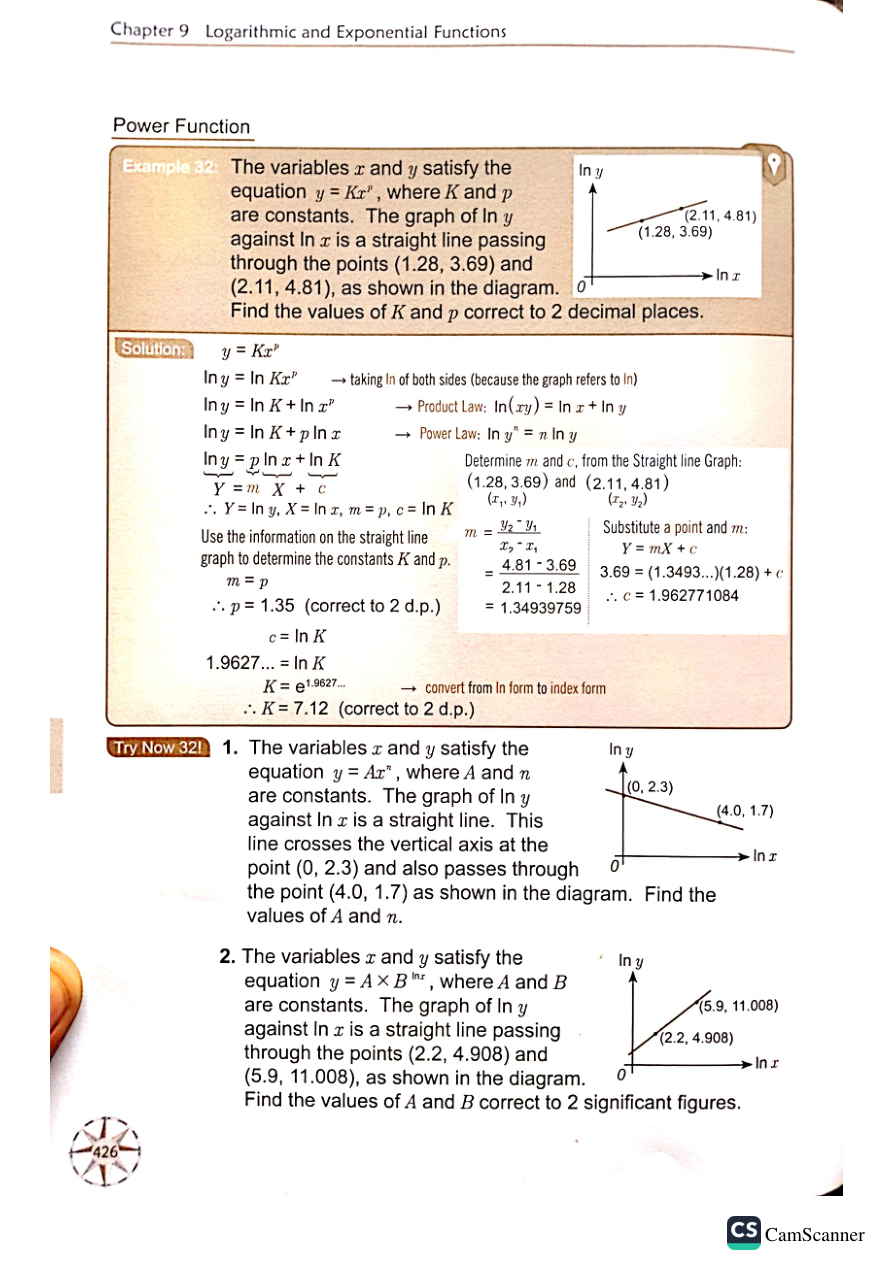 Chapter 9 Logarithmic and Exponential Functions
Power Function
Example 32: The variables x and y satisfy the
equation y = Kxᵖ, where K and p
are constants. The graph of ln y
against ln x is a straight line passing
through the points (1.28, 3.69) and
(2.11, 4.81), as shown in the diagram.
Find the values of K and p correct to 2 decimal places.
ln y
(2.11, 4.81)
(1.28, 3.69)
ln x
0
Solution: y = Kxᵖ
ln y = ln Kxᵖ → taking ln of both sides (because the graph refers to ln)
ln y = ln K + ln xᵖ → Product Law: ln(xy) = ln x + ln y
ln y = ln K + p ln x → Power Law: ln yⁿ = n ln y
ln y = p ln x + ln K
Y = m X + c
∴ Y = ln y, X = ln x, m = p, c = ln K
Use the information on the straight line
graph to determine the constants K and p.
m = p
∴ p = 1.35 (correct to 2 d.p.)
c = ln K
1.9627... = ln K
K = e^1.9627... → convert from ln form to index form
∴ K = 7.12 (correct to 2 d.p.)
Determine m and c, from the Straight line Graph:
(1.28, 3.69) and (2.11, 4.81)
(x₁, y₁) (x₂, y₂)
m = (y₂ - y₁)/(x₂ - x₁)
= (4.81 - 3.69)/(2.11 - 1.28)
= 1.34939759
Substitute a point and m:
Y = mX + c
3.69 = (1.3493...)(1.28) + c
∴ c = 1.962771084
Try Now 32! 1. The variables x and y satisfy the
equation y = Axⁿ, where A and n
are constants. The graph of ln y
against ln x is a straight line. This
line crosses the vertical axis at the
point (0, 2.3) and also passes through
the point (4.0, 1.7) as shown in the diagram. Find the
values of A and n.
ln y
(0, 2.3)
(4.0, 1.7)
ln x
0
2. The variables x and y satisfy the
equation y = A × B^ln x, where A and B
are constants. The graph of ln y
against ln x is a straight line passing
through the points (2.2, 4.908) and
(5.9, 11.008), as shown in the diagram.
Find the values of A and B correct to 2 significant figures.
ln y
(5.9, 11.008)
(2.2, 4.908)
ln x
0
426
CS CamScanner